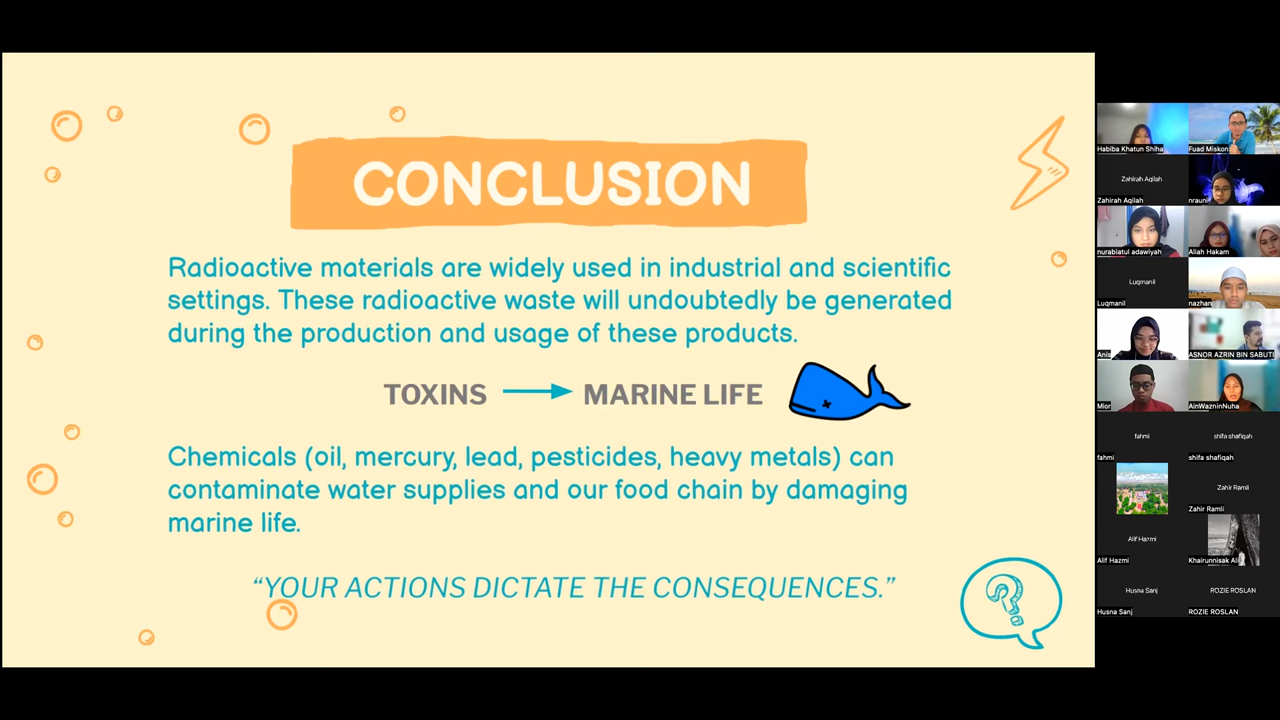 CONCLUSION
Radioactive materials are widely used in industrial and scientific
settings. These radioactive waste will undoubtedly be generated
during the production and usage of these products.
TOXINS MARINE LIFE
Chemicals (oil, mercury, lead, pesticides, heavy metals) can
contaminate water supplies and our food chain by damaging
marine life.
“YOUR ACTIONS DICTATE THE CONSEQUENCES.”
?
Habiba Khatun Shiha
Fuad Miskon
Zahirah Aqilah
Zahirah Aqilah
nraun
nurabiatul adawiyah
Aliah Hakam
Luqmanil
Luqmanil
nazhan
Anis
ASNOR AZRIN BIN SABUTI
Mior
AinWazninNuha
fahmi
shifa shafiqah
fahmi
shifa shafiqah
Zahir Ramli
Zahir Ramli
Alif Hazmi
Alif Hazmi
Khairunnisak Ali
Husna Sanj
ROZIE ROSLAN
Husna Sanj
ROZIE ROSLAN